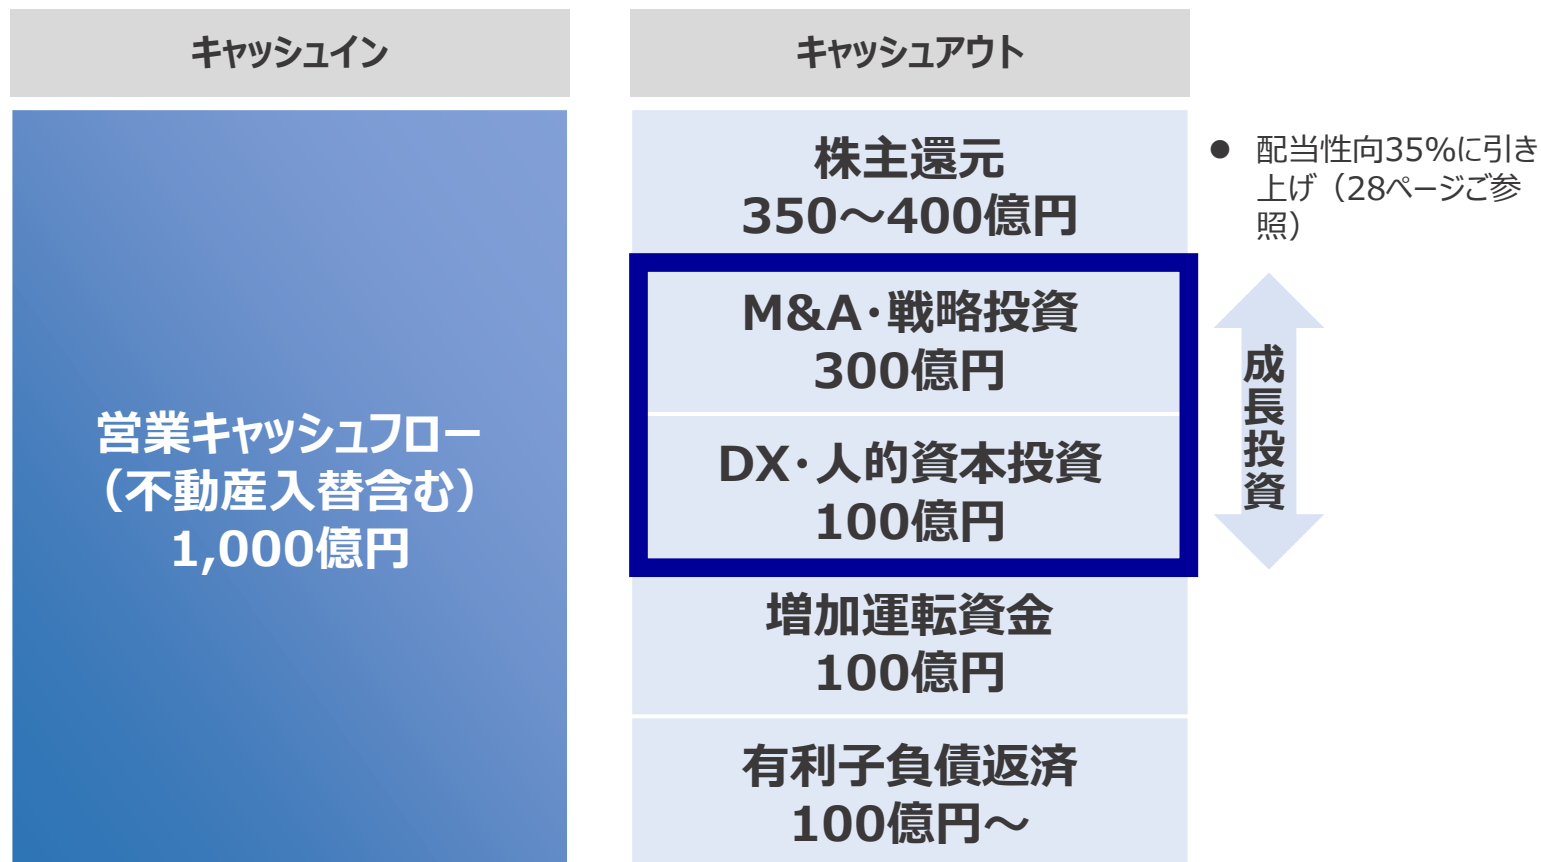 キャッシュイン
キャッシュアウト
営業キャッシュフロー
（不動産入替含む）
1,000億円
株主還元
350～400億円
● 配当性向35%に引き
上げ（28ページご参
照）
M&A･戦略投資
300億円
DX･人的資本投資
100億円
成長投資
増加運転資金
100億円
有利子負債返済
100億円～